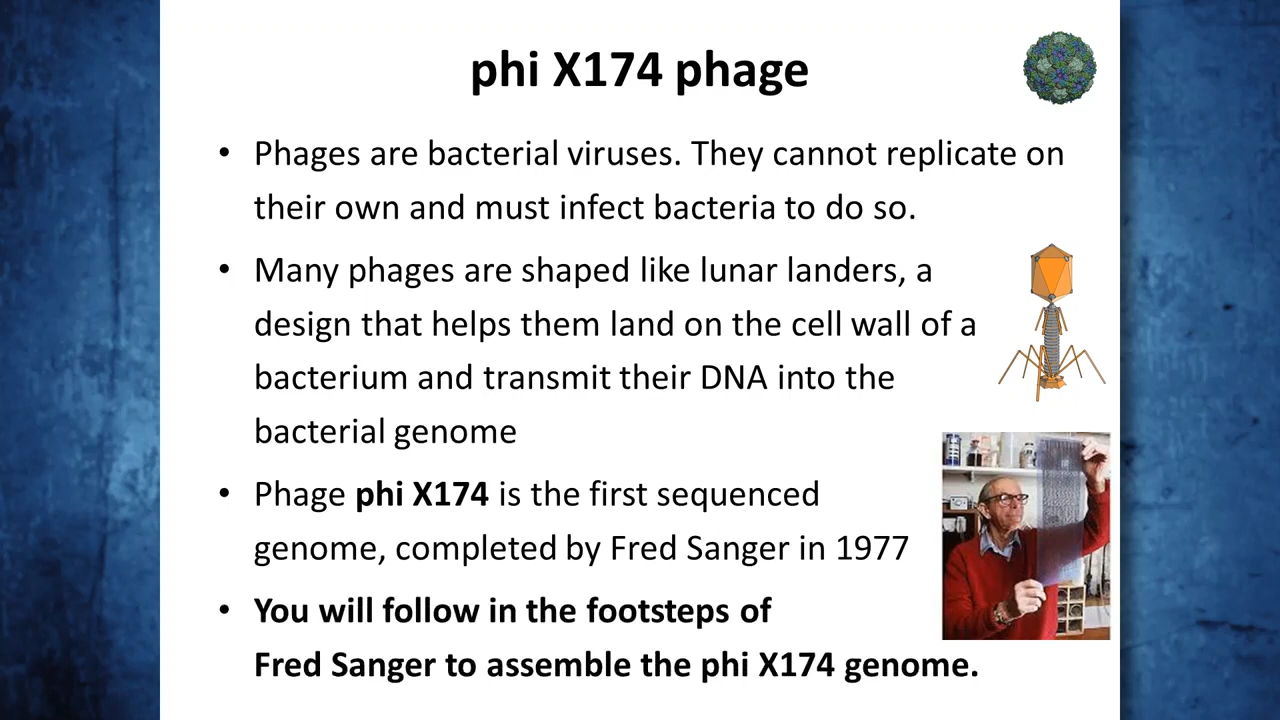 phi X174 phage
• Phages are bacterial viruses. They cannot replicate on
their own and must infect bacteria to do so.
• Many phages are shaped like lunar landers, a
design that helps them land on the cell wall of a
bacterium and transmit their DNA into the
bacterial genome
• Phage phi X174 is the first sequenced
genome, completed by Fred Sanger in 1977
• You will follow in the footsteps of
Fred Sanger to assemble the phi X174 genome.